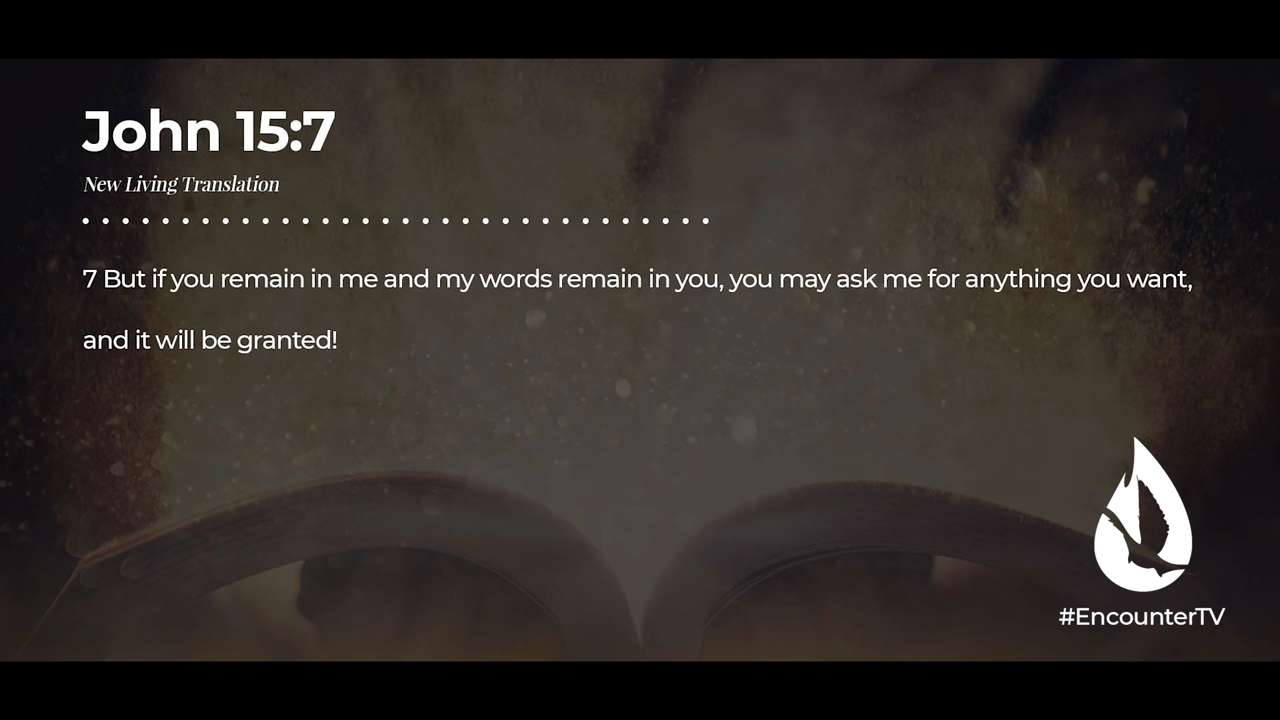 John 15:7
New Living Translation
7 But if you remain in me and my words remain in you, you may ask me for anything you want,
and it will be granted!
#EncounterTV